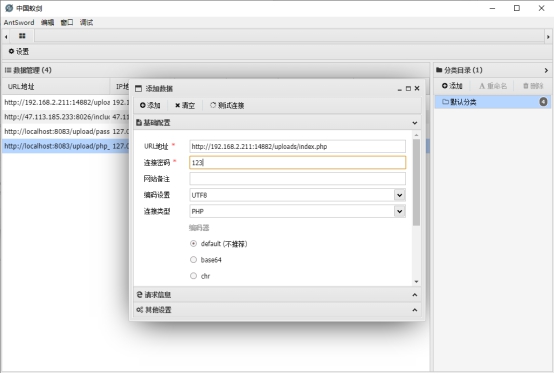 中国蚁剑
AntSword 编辑 窗口 调试
设置
数据管理 (4)
URL地址 IP地
http://192.168.2.211:14882/uploa 192.1
http://47.113.185.233:8026/inclu 47.11
http://localhost:8083/upload/pass 127.0
http://localhost:8083/upload/php_ 127.0
添加数据
添加 清空 测试连接
基础配置
URL地址 * http://192.168.2.211:14882/uploads/index.php
连接密码 * 123
网站备注
编码设置 UTF8
连接类型 PHP
编码器
default (不推荐)
base64
chr
请求信息
其他设置
分类目录 (1)
添加 重命名 删除
默认分类 4